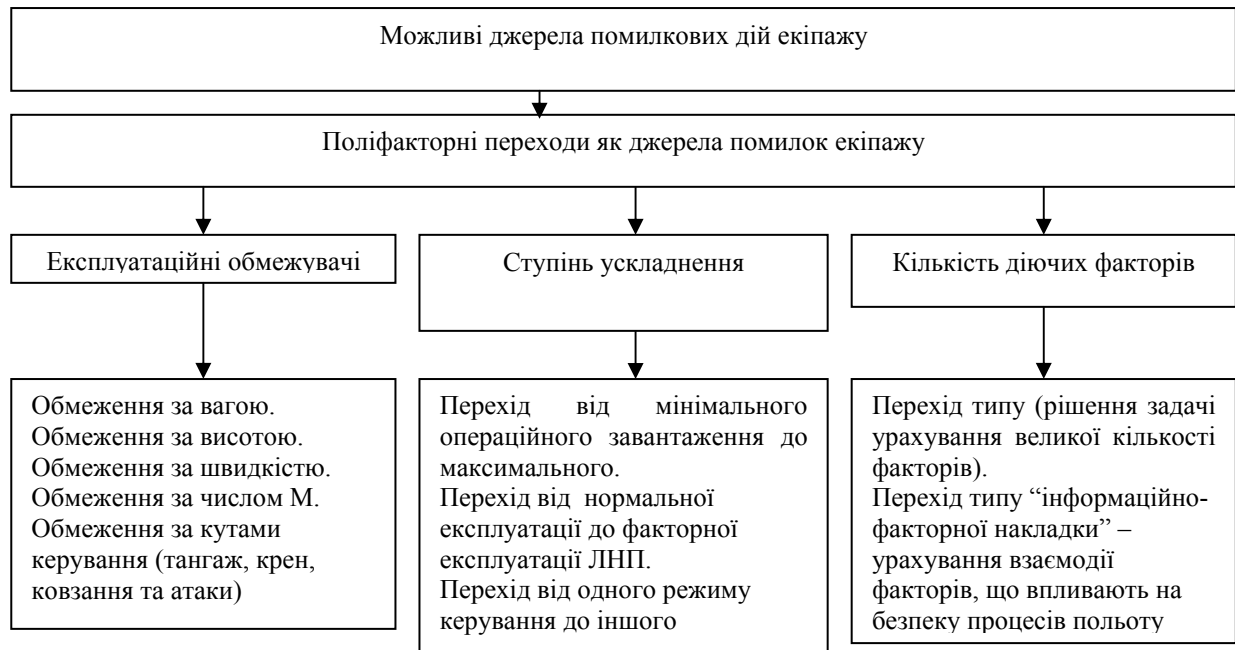 Можливі джерела помилкових дій екіпажу
Поліфакторні переходи як джерела помилок екіпажу
Експлуатаційні обмежувачі
Ступінь ускладнення
Кількість діючих факторів
Обмеження за вагою.
Обмеження за висотою.
Обмеження за швидкістю.
Обмеження за числом М.
Обмеження за кутами
керування (тангаж, крен,
ковзання та атаки)
Перехід від мінімального
операційного завантаження до
максимального.
Перехід від нормальної
експлуатації до факторної
експлуатації ЛНП.
Перехід від одного режиму
керування до іншого
Перехід типу (рішення задачі
урахування великої кількості
факторів).
Перехід типу “інформаційно-
факторної накладки” –
урахування взаємодії
факторів, що впливають на
безпеку процесів польоту